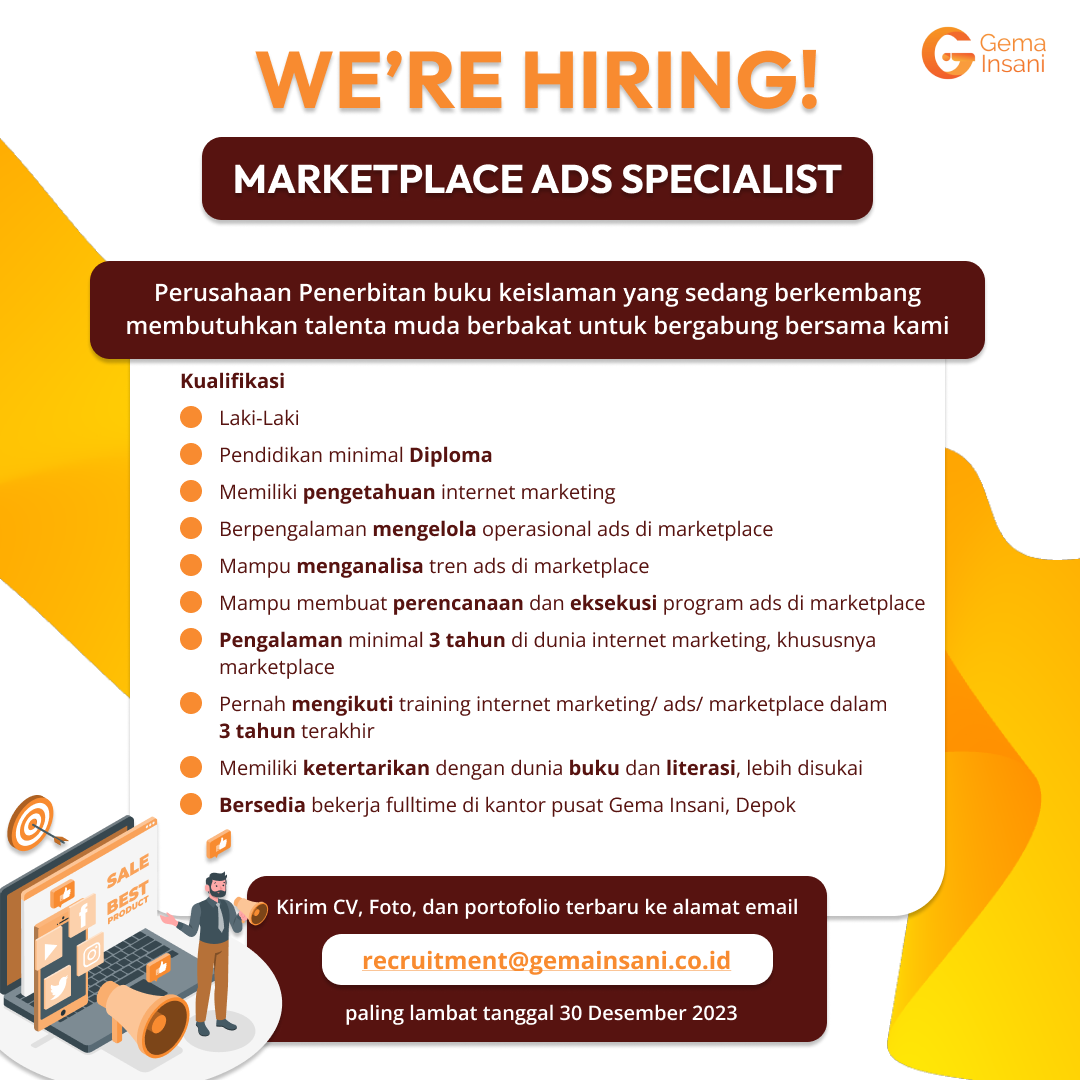 Gema
Insani
WE'RE HIRING!
MARKETPLACE ADS SPECIALIST
Perusahaan Penerbitan buku keislaman yang sedang berkembang
membutuhkan talenta muda berbakat untuk bergabung bersama kami
Kualifikasi
Laki-Laki
Pendidikan minimal Diploma
Memiliki pengetahuan internet marketing
Berpengalaman mengelola operasional ads di marketplace
Mampu menganalisa tren ads di marketplace
Mampu membuat perencanaan dan eksekusi program ads di marketplace
Pengalaman minimal 3 tahun di dunia internet marketing, khususnya
marketplace
Pernah mengikuti training internet marketing/ ads/ marketplace dalam
3 tahun terakhir
Memiliki ketertarikan dengan dunia buku dan literasi, lebih disukai
Bersedia bekerja fulltime di kantor pusat Gema Insani, Depok
SALE
BEST
PRODUCT
Kirim CV, Foto, dan portofolio terbaru ke alamat email
recruitment@gemainsani.co.id
paling lambat tanggal 30 Desember 2023